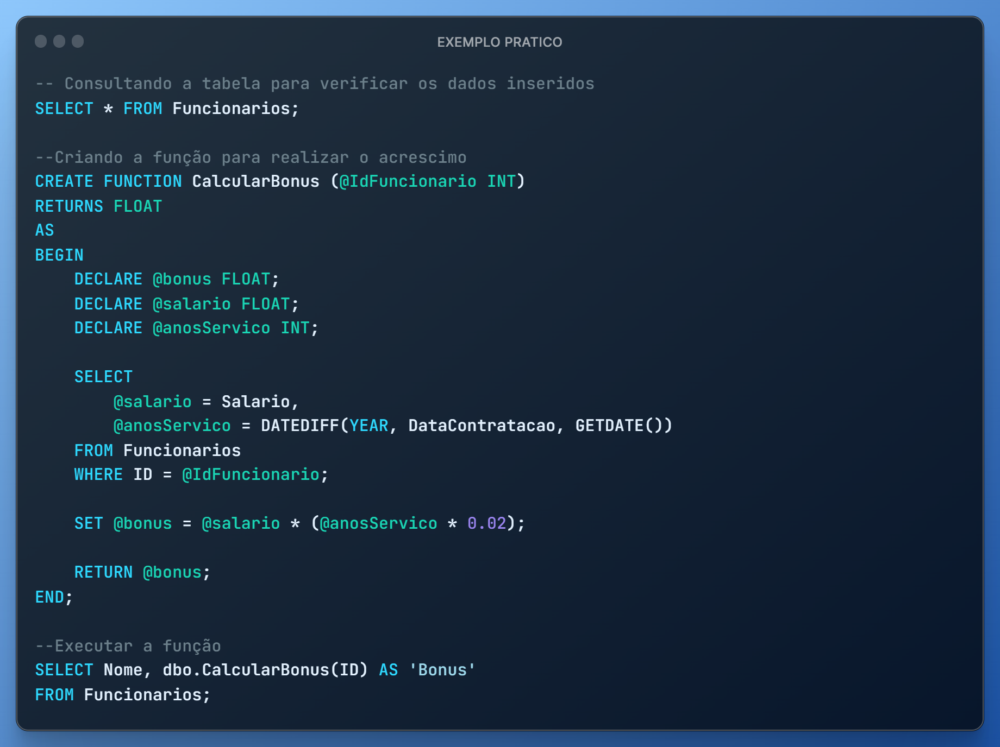 EXEMPLO PRATICO
-- Consultando a tabela para verificar os dados inseridos
SELECT * FROM Funcionarios;
--Criando a função para realizar o acrescimo
CREATE FUNCTION CalcularBonus (@IdFuncionario INT)
RETURNS FLOAT
AS
BEGIN
    DECLARE @bonus FLOAT;
    DECLARE @salario FLOAT;
    DECLARE @anosServico INT;
    SELECT
        @salario = Salario,
        @anosServico = DATEDIFF(YEAR, DataContratacao, GETDATE())
    FROM Funcionarios
    WHERE ID = @IdFuncionario;
    SET @bonus = @salario * (@anosServico * 0.02);
    RETURN @bonus;
END;
--Executar a função
SELECT Nome, dbo.CalcularBonus(ID) AS 'Bonus'
FROM Funcionarios;